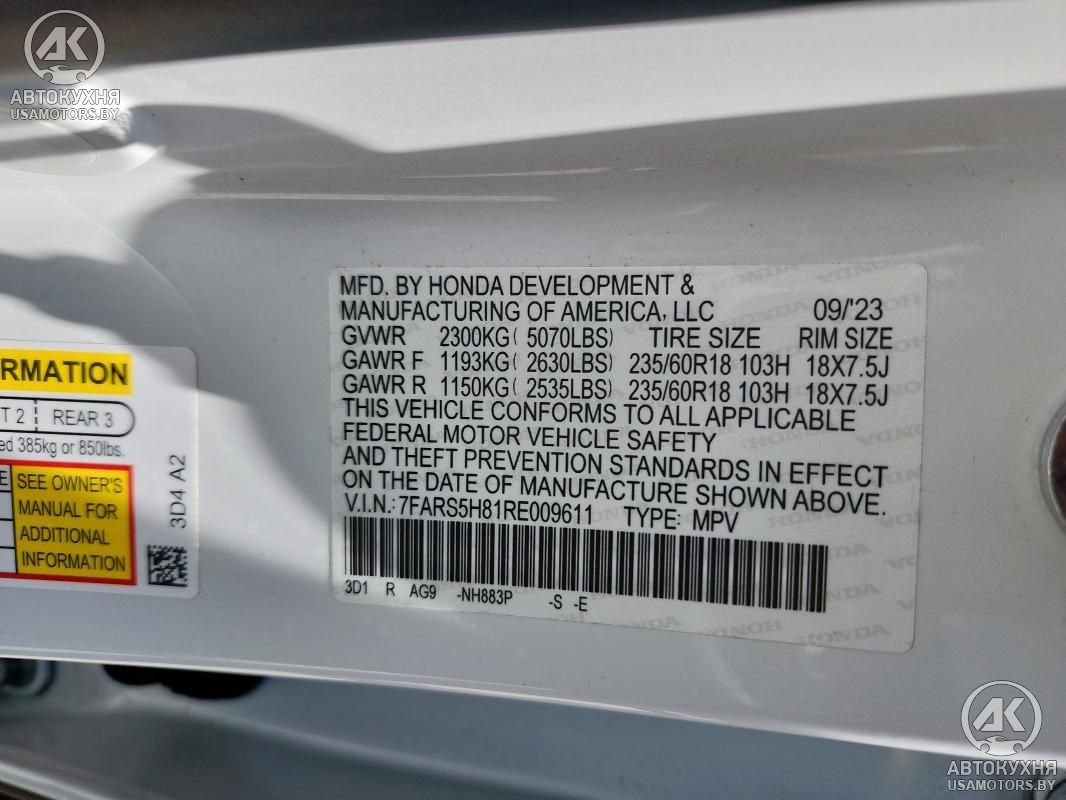 АК
АВТОКУХНЯ
USAMOTORS.BY
RMATION
T 2 REAR 3
ed 385kg or 850lbs.
E SEE OWNER'S
MANUAL FOR
ADDITIONAL
INFORMATION
3D4 A2
MFD. BY HONDA DEVELOPMENT &
MANUFACTURING OF AMERICA, LLC 09/'23
GVWR 2300KG( 5070LBS) TIRE SIZE RIM SIZE
GAWR F 1193KG( 2630LBS) 235/60R18 103H 18X7.5J
GAWR R 1150KG( 2535LBS) 235/60R18 103H 18X7.5J
THIS VEHICLE CONFORMS TO ALL APPLICABLE
FEDERAL MOTOR VEHICLE SAFETY
AND THEFT PREVENTION STANDARDS IN EFFECT
ON THE DATE OF MANUFACTURE SHOWN ABOVE.
V.I.N.: 7FARS5H81RE009611 TYPE: MPV
3D1 R AG9 -NH883P -S -E
HONDA
АК
АВТОКУХНЯ
USAMOTORS.BY